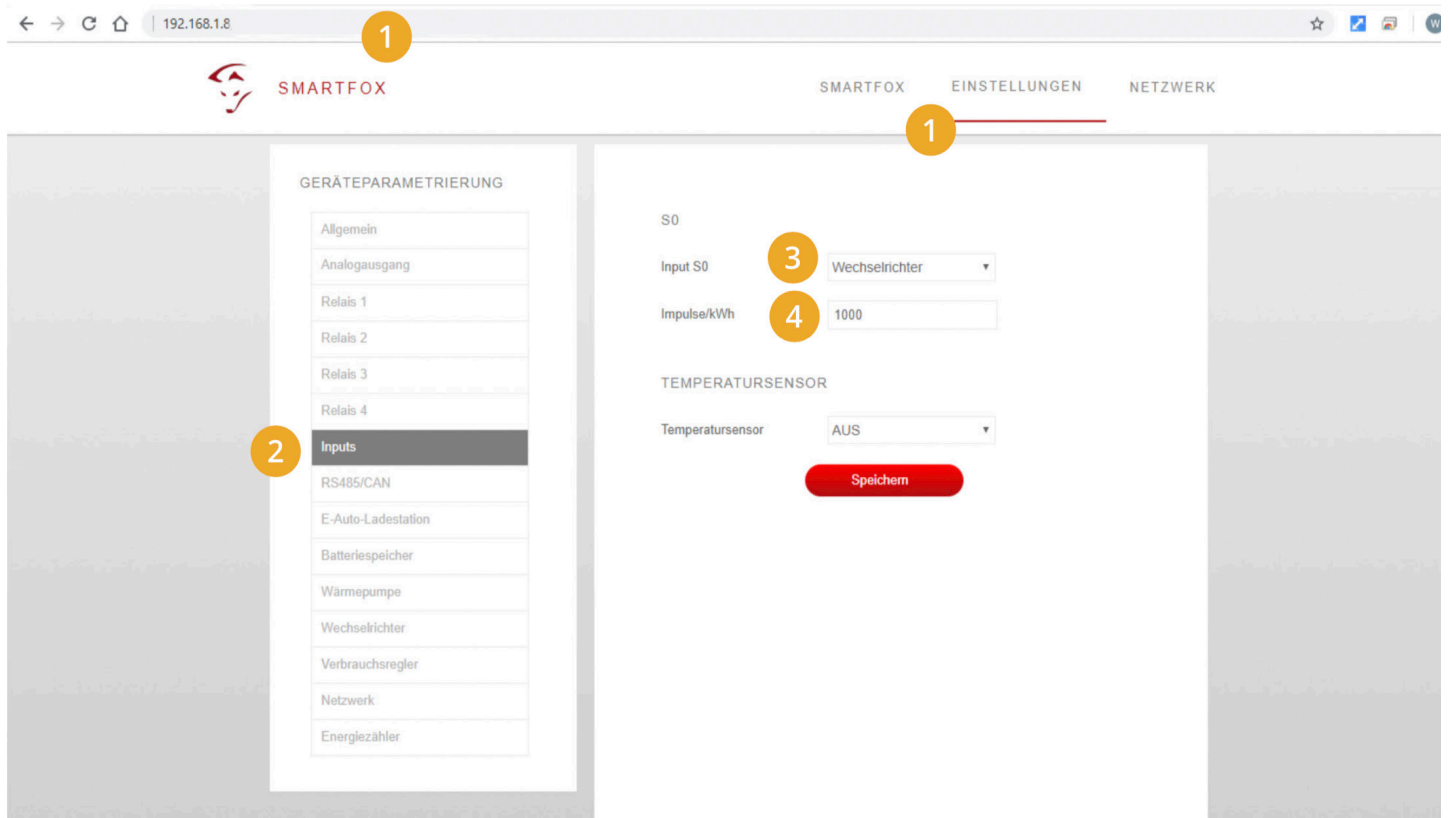 192.168.1.8
1
SMARTFOX
SMARTFOX EINSTELLUNGEN NETZWERK
1
GERÄTEPARAMETRIERUNG
Allgemein
Analogausgang
Relais 1
Relais 2
Relais 3
Relais 4
2 Inputs
RS485/CAN
E-Auto-Ladestation
Batteriespeicher
Wärmepumpe
Wechselrichter
Verbrauchsregler
Netzwerk
Energiezähler
S0
Input S0 3 Wechselrichter
Impulse/kWh 4 1000
TEMPERATURSENSOR
Temperatursensor AUS
Speichern
W